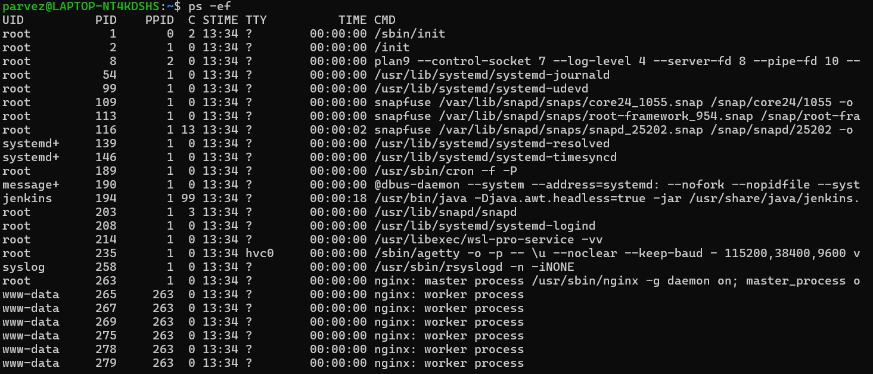 parvez@LAPTOP-NT4KDSHS:~$ ps -ef
UID PID PPID C STIME TTY TIME CMD
root 1 0 2 13:34 ? 00:00:00 /sbin/init
root 2 1 0 13:34 ? 00:00:00 /init
root 8 2 0 13:34 ? 00:00:00 plan9 --control-socket 7 --log-level 4 --server-fd 8 --pipe-fd 10 --
root 54 1 0 13:34 ? 00:00:00 /usr/lib/systemd/systemd-journald
root 99 1 0 13:34 ? 00:00:00 /usr/lib/systemd/systemd-udevd
root 109 1 0 13:34 ? 00:00:00 snapfuse /var/lib/snapd/snaps/core24_1055.snap /snap/core24/1055 -o
root 113 1 0 13:34 ? 00:00:00 snapfuse /var/lib/snapd/snaps/root-framework_954.snap /snap/root-fra
root 116 1 13 13:34 ? 00:00:02 snapfuse /var/lib/snapd/snaps/snapd_25202.snap /snap/snapd/25202 -o
systemd+ 139 1 0 13:34 ? 00:00:00 /usr/lib/systemd/systemd-resolved
systemd+ 146 1 0 13:34 ? 00:00:00 /usr/lib/systemd/systemd-timesyncd
root 189 1 0 13:34 ? 00:00:00 /usr/sbin/cron -f -P
message+ 190 1 0 13:34 ? 00:00:00 @dbus-daemon --system --address=systemd: --nofork --nopidfile --syst
jenkins 194 1 99 13:34 ? 00:00:18 /usr/bin/java -Djava.awt.headless=true -jar /usr/share/java/jenkins.
root 203 1 3 13:34 ? 00:00:00 /usr/lib/snapd/snapd
root 208 1 0 13:34 ? 00:00:00 /usr/lib/systemd/systemd-logind
root 214 1 0 13:34 ? 00:00:00 /usr/libexec/wsl-pro-service -vv
root 235 1 0 13:34 hvc0 00:00:00 /sbin/agetty -o -p -- \u --noclear --keep-baud - 115200,38400,9600 v
syslog 258 1 0 13:34 ? 00:00:00 /usr/sbin/rsyslogd -n -iNONE
root 263 1 0 13:34 ? 00:00:00 nginx: master process /usr/sbin/nginx -g daemon on; master_process o
www-data 265 263 0 13:34 ? 00:00:00 nginx: worker process
www-data 267 263 0 13:34 ? 00:00:00 nginx: worker process
www-data 269 263 0 13:34 ? 00:00:00 nginx: worker process
www-data 275 263 0 13:34 ? 00:00:00 nginx: worker process
www-data 278 263 0 13:34 ? 00:00:00 nginx: worker process
www-data 279 263 0 13:34 ? 00:00:00 nginx: worker process